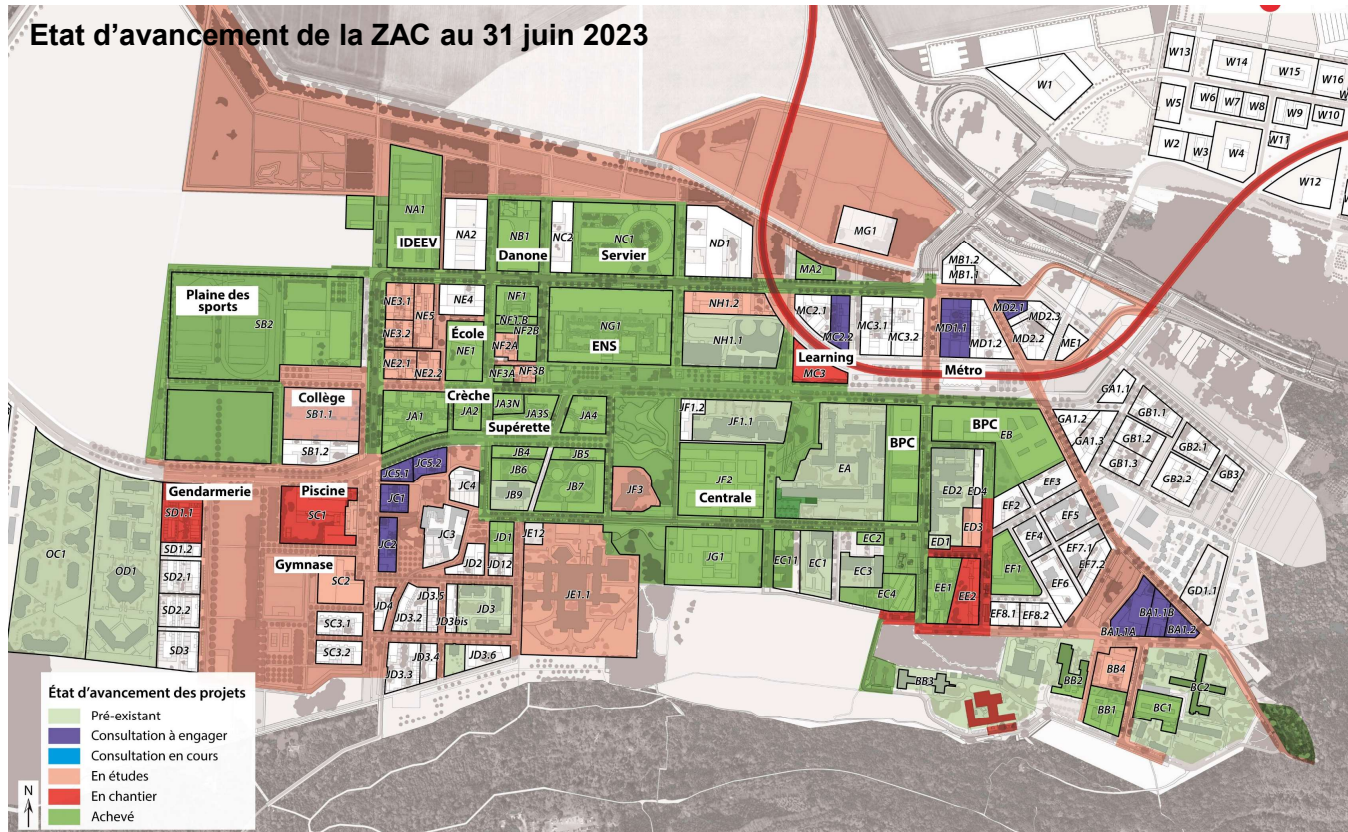 Etat d'avancement de la ZAC au 31 juin 2023
W13
W14
W15
W16
W1
W5
W6
W7
W8
W9
W10
W11
W2
W3
W4
W12
NA1
IDEEV
NA2
NB1
Danone
NC2
NC1
Servier
ND1
MG1
MA2
MB1.2
MB1.1
Plaine des
sports
SB2
NE3.1
NE5
NE4
NE3.2
NE2.1
NE2.2
École
NE1
NF1
NF1.B
NF2B
NF2A
NF3A
NF3B
NG1
ENS
NH1.2
NH1.1
MC2.1
MC2.2
MC3.1
MC3.2
Learning
MC3
MD1.1
MD1.2
MD2.1
MD2.3
MD2.2
ME1
Métro
Collège
SB1.1
SB1.2
Crèche
JA1
JA2
JA3N
JA3S
JA4
Supérette
JF1.2
JF1.1
EA
BPC
BPC
EB
GA1.1
GA1.2
GA1.3
GB1.1
GB1.2
GB1.3
GB2.1
GB2.2
GB3
JC5.1
JC5.2
JC4
JB4
JB5
JB6
JB7
JB9
JF3
JF2
Centrale
ED2
ED4
ED3
ED1
EF3
EF2
EF5
EF4
EF7.1
EF7.2
EF6
EF1
EF8.1
EF8.2
OC1
OD1
Gendarmerie
SD1.1
SD1.2
SD2.1
SD2.2
SD3
Piscine
SC1
Gymnase
SC2
SC3.1
SC3.2
JC1
JC2
JC3
JD1
JD2
JD12
JE12
JE1.1
JD4
JD3.5
JD3.2
JD3
JD3bis
JD3.4
JD3.3
JD3.6
JG1
EC11
EC1
EC2
EC3
EC4
EE1
EE2
GD1.1
BA1.1B
BA1.1A
BA1.2
BB3
BB2
BB4
BB1
BC1
BC2
État d'avancement des projets
Pré-existant
Consultation à engager
Consultation en cours
En études
En chantier
Achevé
N